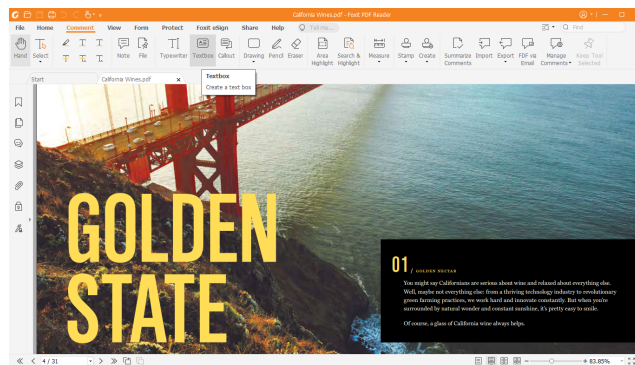 California Wines.pdf - Foxit PDF Reader
File Home Comment View Form Protect Foxit eSign Share Help Tell me... Find
Hand Select Note File Typewriter Textbox Callout Drawing Pencil Eraser Area Highlight Search & Highlight Measure Stamp Create Summarize Comments Import Export FDF via Email Manage Comments Keep Tool Selected
Start California Wines.pdf x
Textbox
Create a text box
GOLDEN
STATE
01 / GOLDEN NECTAR
You might say Californians are serious about wine and relaxed about everything else.
Well, maybe not everything else: from a thriving technology industry to revolutionary
green farming practices, we work hard and innovate constantly. But when you're
surrounded by natural wonder and constant sunshine, it's pretty easy to smile.
Of course, a glass of California wine always helps.
4 / 31
83.85%